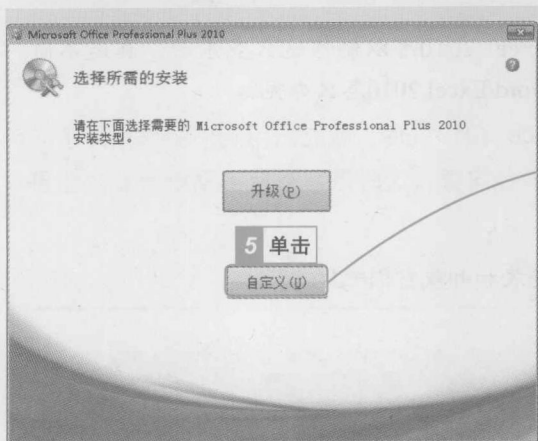 Microsoft Office Professional Plus 2010
选择所需的安装
请在下面选择需要的 Microsoft Office Professional Plus 2010
安装类型。
升级(P)
5 单击
自定义(U)